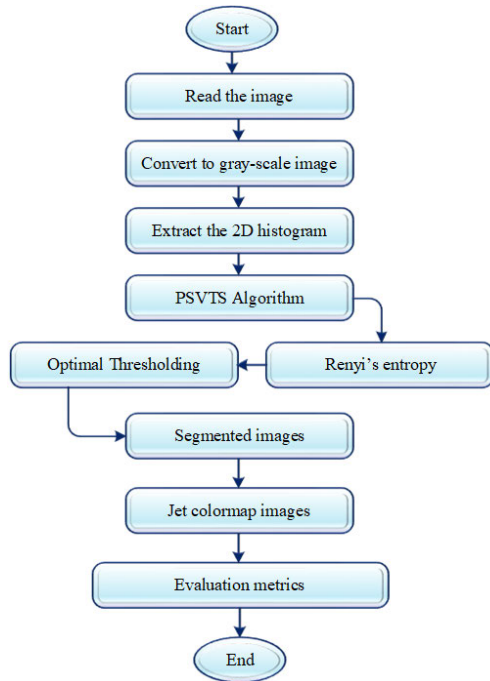 Start
Read the image
Convert to gray-scale image
Extract the 2D histogram
PSVTS Algorithm
Renyi’s entropy
Optimal Thresholding
Segmented images
Jet colormap images
Evaluation metrics
End